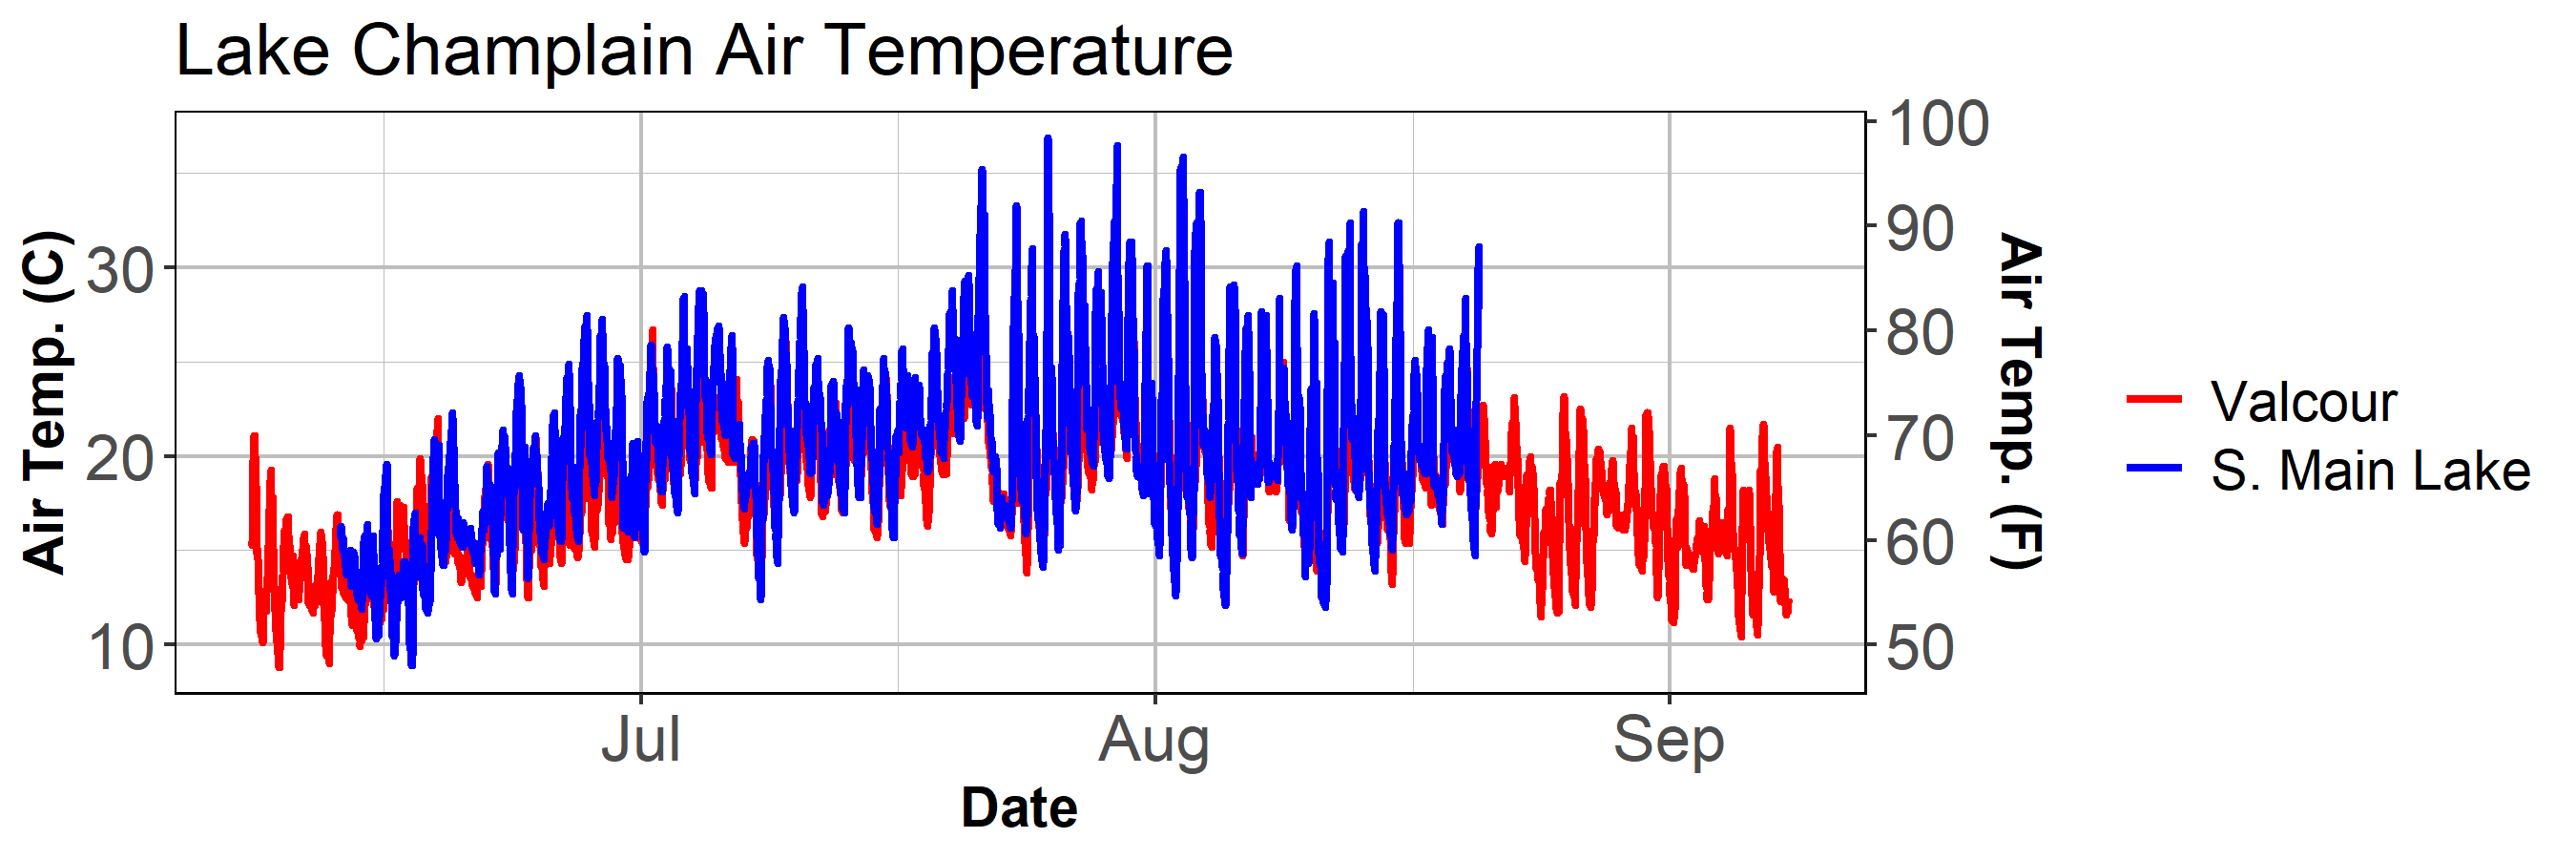 Lake Champlain Air Temperature
Air Temp. (C)
30
20
10
100
90
80
70
60
50
Air Temp. (F)
Jul
Aug
Sep
Date
Valcour
S. Main Lake